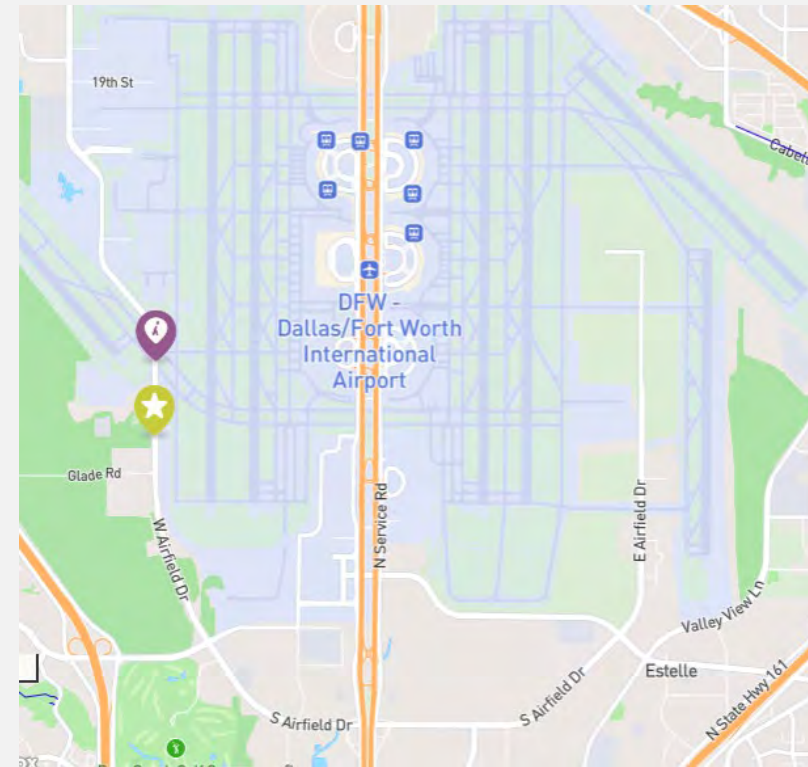 19th St
Cabell
DFW -
Dallas/Fort Worth
International
Airport
Glade Rd
W Airfield Dr
N Service Rd
E Airfield Dr
Valley View Ln
Estelle
N State Hwy 161
S Airfield Dr
S Airfield Dr